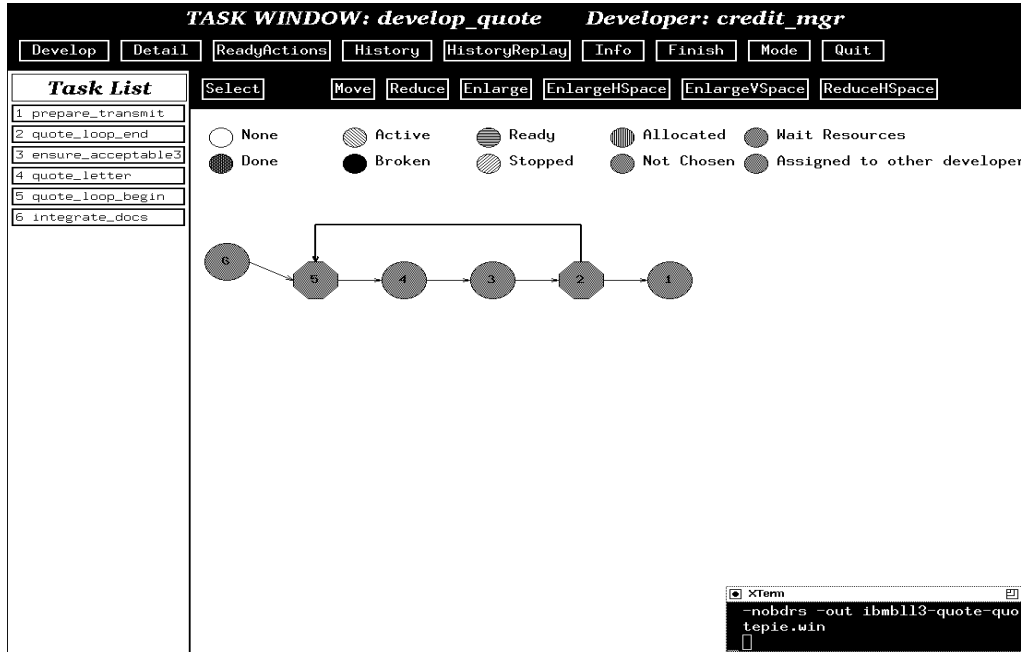 TASK WINDOW: develop_quote Developer: credit_mgr
Develop Detail ReadyActions History HistoryReplay Info Finish Mode Quit
Task List
Select Move Reduce Enlarge EnlargeHSpace EnlargeVSpace ReduceHSpace
1 prepare_transmit
2 quote_loop_end
3 ensure_acceptable3
4 quote_letter
5 quote_loop_begin
6 integrate_docs
None Active Ready Allocated Wait Resources
Done Broken Stopped Not Chosen Assigned to other developer
6 5 4 3 2 1
XTerm
-nobdrs -out ibmbll3-quote-quo
tepie.win